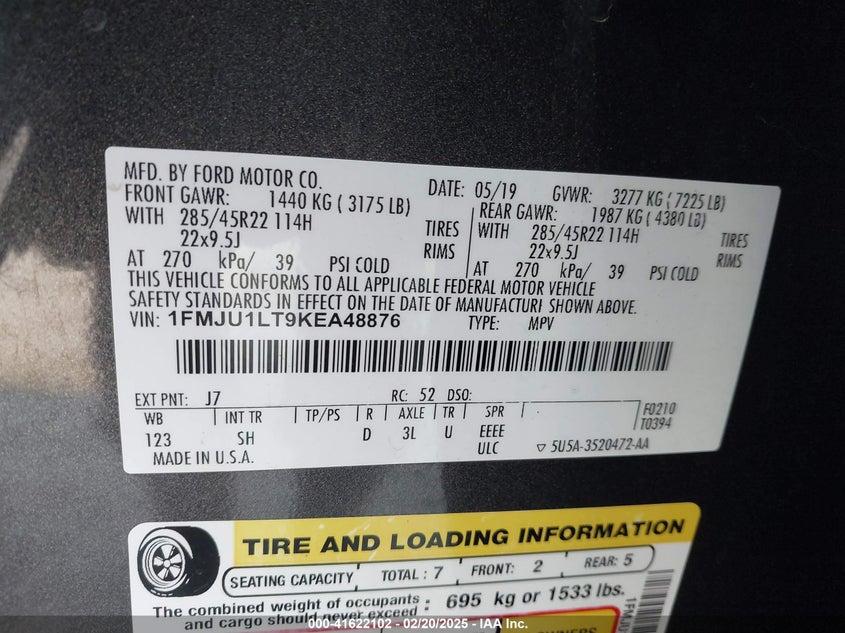 MFD. BY FORD MOTOR CO.
DATE: 05/19
GVWR: 3277 KG ( 7225 LB)
FRONT GAWR: 1440 KG ( 3175 LB)
REAR GAWR: 1987 KG ( 4380 LB)
WITH 285/45R22 114H TIRES
WITH 285/45R22 114H TIRES
22x9.5J RIMS
22x9.5J RIMS
AT 270 kPa/ 39 PSI COLD
AT 270 kPa/ 39 PSI COLD
THIS VEHICLE CONFORMS TO ALL APPLICABLE FEDERAL MOTOR VEHICLE
SAFETY STANDARDS IN EFFECT ON THE DATE OF MANUFACTURI SHOWN ABOVE.
VIN: 1FMJU1LT9KEA48876 TYPE: MPV
EXT PNT: J7 RC: 52 DSO:
WB INT TR TP/PS R AXLE TR SPR F0210
T0394
123 SH D 3L U EEEE
ULC ▽ 5U5A-3520472-AA
MADE IN U.S.A.
TIRE AND LOADING INFORMATION
SEATING CAPACITY TOTAL : 7 FRONT: 2 REAR: 5
The combined weight of occupants
and cargo should never exceed : 695 kg or 1533 lbs.
000-41622102 - 02/20/2025 - IAAI, Inc.